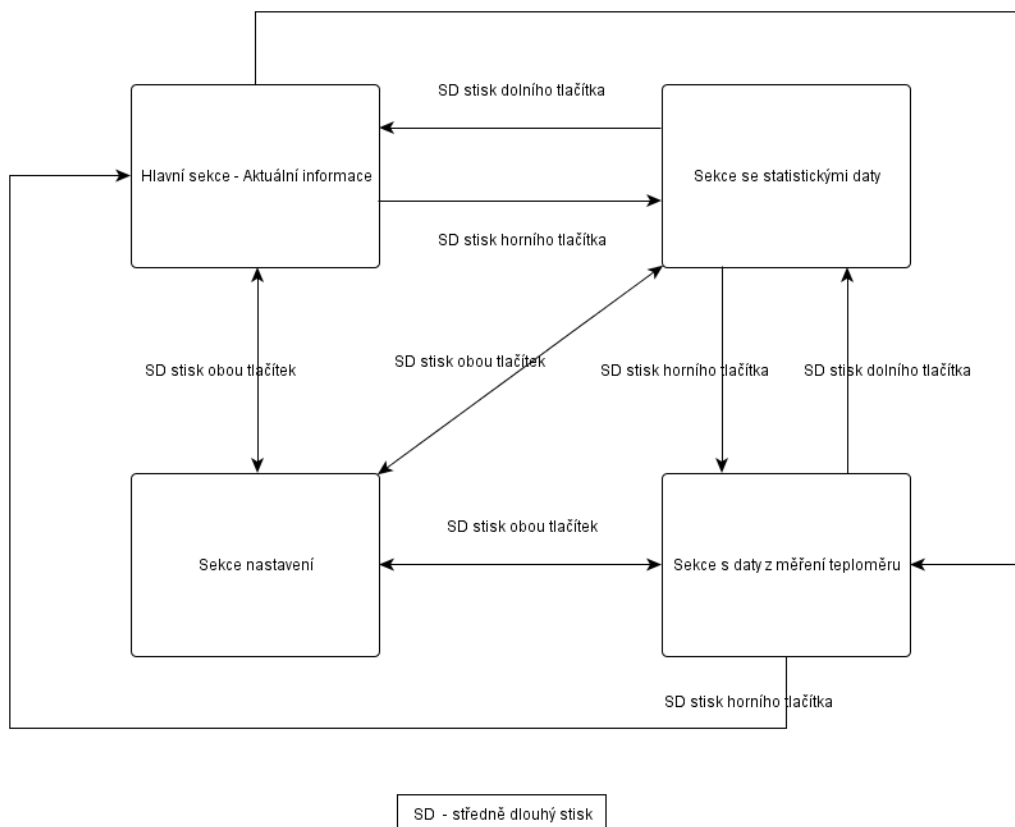 SD stisk dolního tlačítka
Hlavní sekce - Aktuální informace
Sekce se statistickými daty
SD stisk horního tlačítka
SD stisk obou tlačítek
SD stisk obou tlačítek
SD stisk horního tlačítka
SD stisk dolního tlačítka
SD stisk obou tlačítek
Sekce nastavení
Sekce s daty z měření teploměru
SD stisk horního tlačítka
SD - středně dlouhý stisk